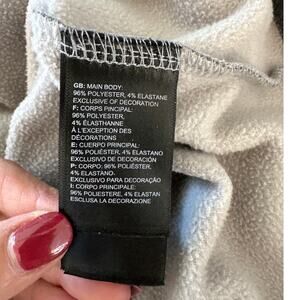 GB: MAIN BODY:
96% POLYESTER, 4% ELASTANE
EXCLUSIVE OF DECORATION
F: CORPS PINCIPAL:
96% POLYESTER,
4% ÉLASTHANNE
À L'EXCEPTION DES
DÉCORATIONS
E: CUERPO PRINCIPAL:
96% POLIÉSTER, 4% ELASTANO
EXCLUSIVO DE DECORACIÓN
P: CORPO: 96% POLIÉSTER,
4% ELASTANO.
EXCLUSIVO PARA DECORAÇÃO
I: CORPO PRINCIPALE:
96% POLIESTERE, 4% ELASTAN
ESCLUSA LA DECORAZIONE